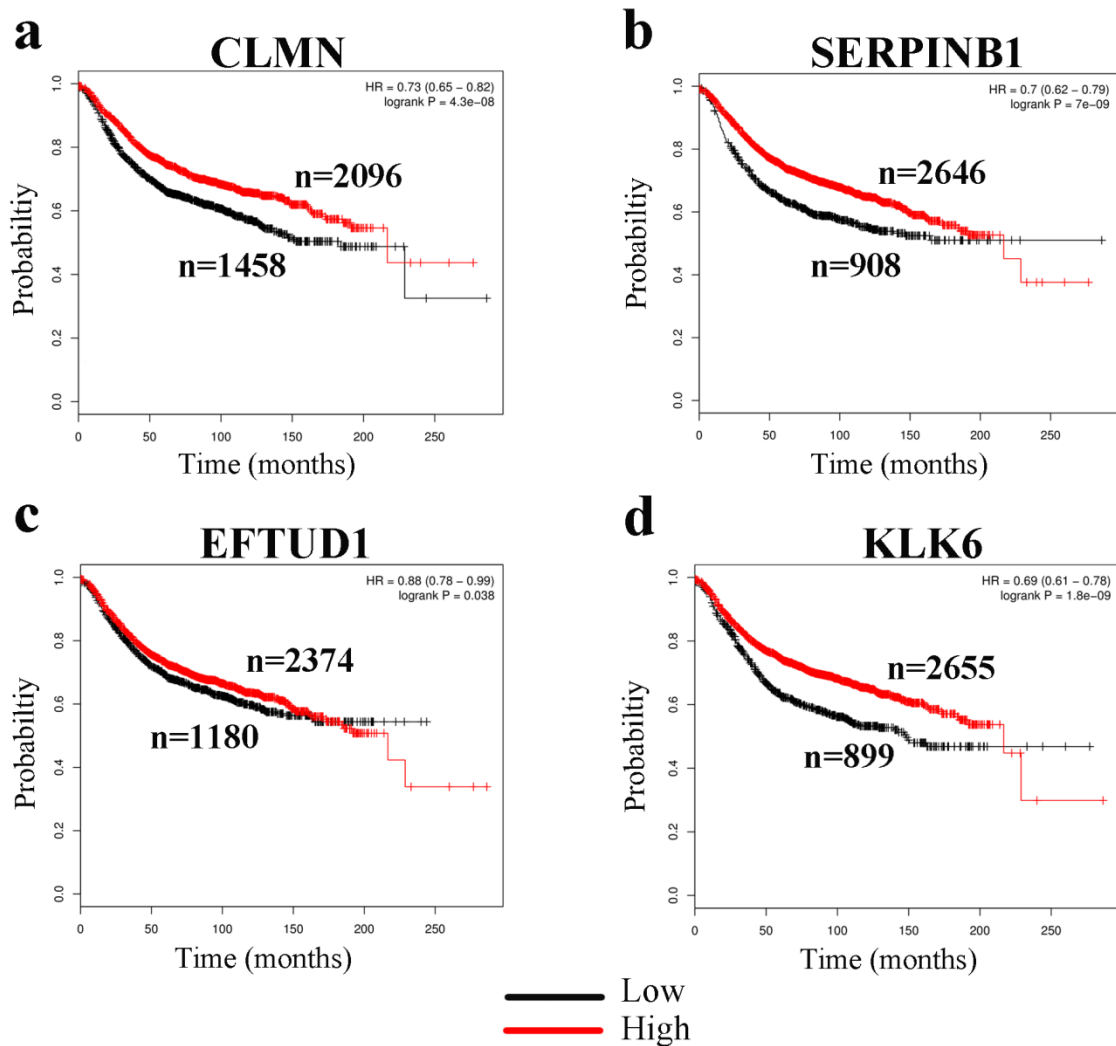 a
CLMN
HR = 0.73 (0.65 − 0.82)
logrank P = 4.3e−08
n=2096
n=1458
Probabiltiy
1.0
0.8
0.6
0.4
0.2
0.0
0 50 100 150 200 250
Time (months)
b
SERPINB1
HR = 0.7 (0.62 − 0.79)
logrank P = 7e−09
n=2646
n=908
Probabiltiy
1.0
0.8
0.6
0.4
0.2
0.0
0 50 100 150 200 250
Time (months)
c
EFTUD1
HR = 0.88 (0.78 − 0.99)
logrank P = 0.038
n=2374
n=1180
Probabiltiy
1.0
0.8
0.6
0.4
0.2
0.0
0 50 100 150 200 250
Time (months)
d
KLK6
HR = 0.69 (0.61 − 0.78)
logrank P = 1.8e−09
n=2655
n=899
Probabiltiy
1.0
0.8
0.6
0.4
0.2
0.0
0 50 100 150 200 250
Time (months)
Low
High